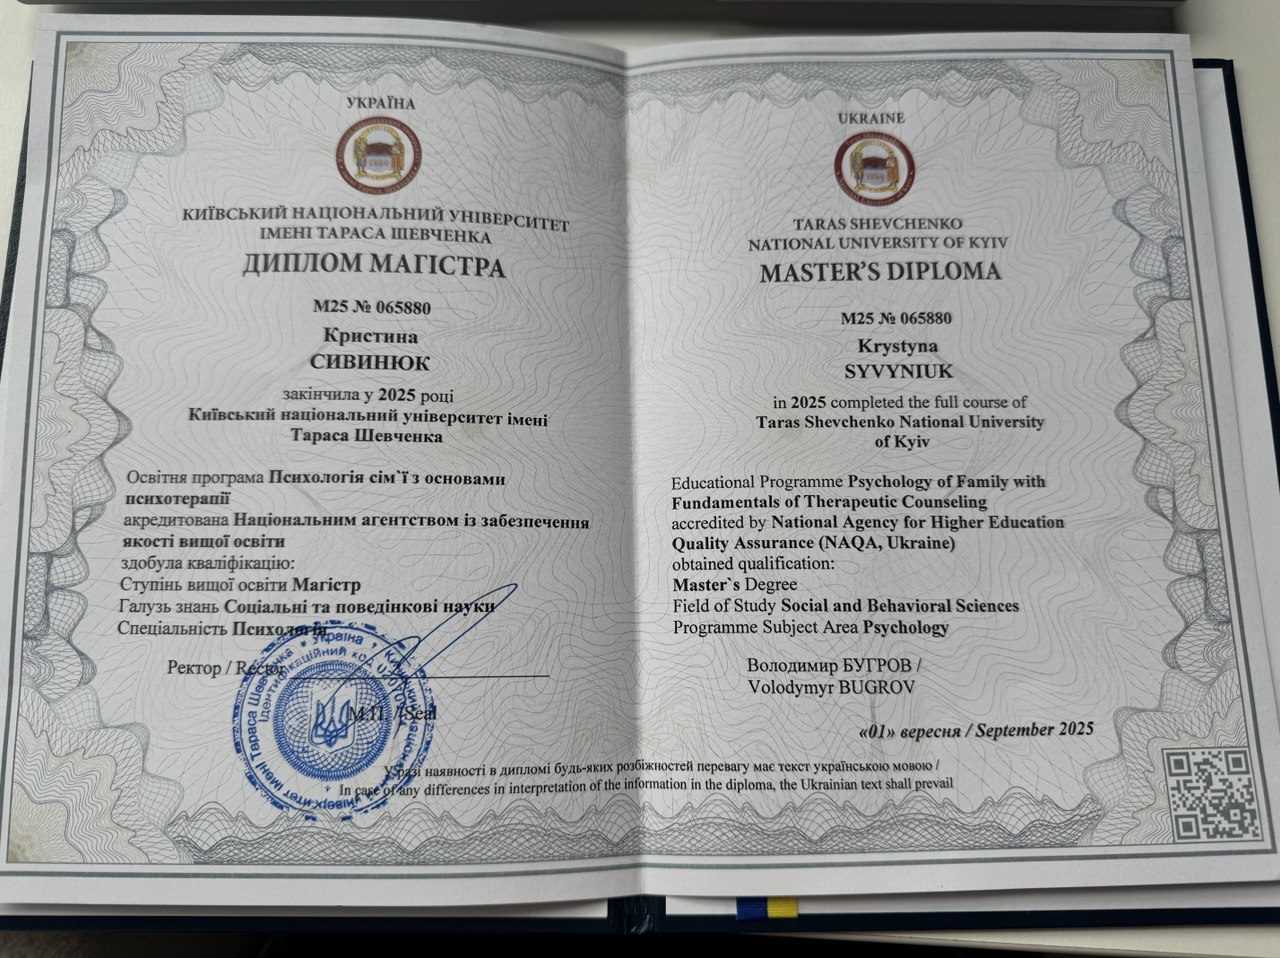 УКРАЇНА
КИЇВСЬКИЙ НАЦІОНАЛЬНИЙ УНІВЕРСИТЕТ
ІМЕНІ ТАРАСА ШЕВЧЕНКА
ДИПЛОМ МАГІСТРА
М25 № 065880
Кристина
СИВИНЮК
закінчила у 2025 році
Київський національний університет імені
Тараса Шевченка
Освітня програма Психологія сім`ї з основами
психотерапії
акредитована Національним агентством із забезпечення
якості вищої освіти
здобула кваліфікацію:
Ступінь вищої освіти Магістр
Галузь знань Соціальні та поведінкові науки
Спеціальність Психологія
Ректор / Rector
М.П. / Seal
Україна
Ідентифікаційний код
імені Тараса Шевченка
UKRAINE
TARAS SHEVCHENKO
NATIONAL UNIVERSITY OF KYIV
MASTER’S DIPLOMA
M25 № 065880
Krystyna
SYVYNIUK
in 2025 completed the full course of
Taras Shevchenko National University
of Kyiv
Educational Programme Psychology of Family with
Fundamentals of Therapeutic Counseling
accredited by National Agency for Higher Education
Quality Assurance (NAQA, Ukraine)
obtained qualification:
Master`s Degree
Field of Study Social and Behavioral Sciences
Programme Subject Area Psychology
Володимир БУГРОВ /
Volodymyr BUGROV
«01» вересня / September 2025
У разі наявності в дипломі будь-яких розбіжностей перевагу має текст українською мовою /
In case of any differences in interpretation of the information in the diploma, the Ukrainian text shall prevail